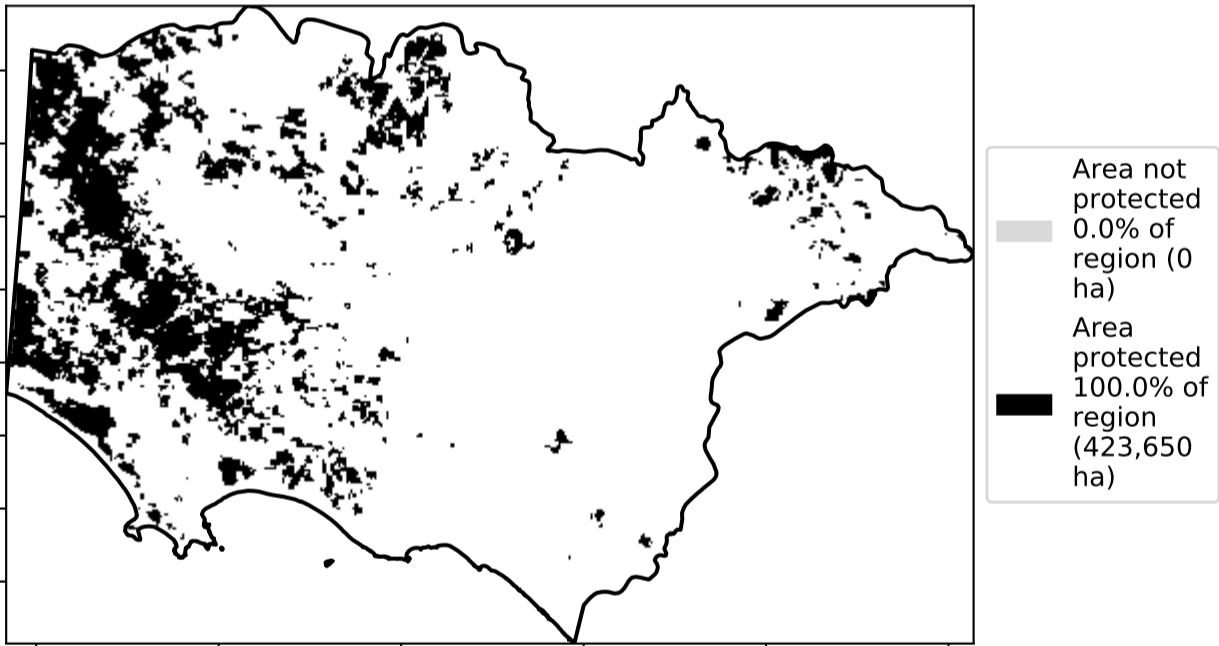 Area not
protected
0.0% of
region (0
ha)
Area
protected
100.0% of
region
(423,650
ha)